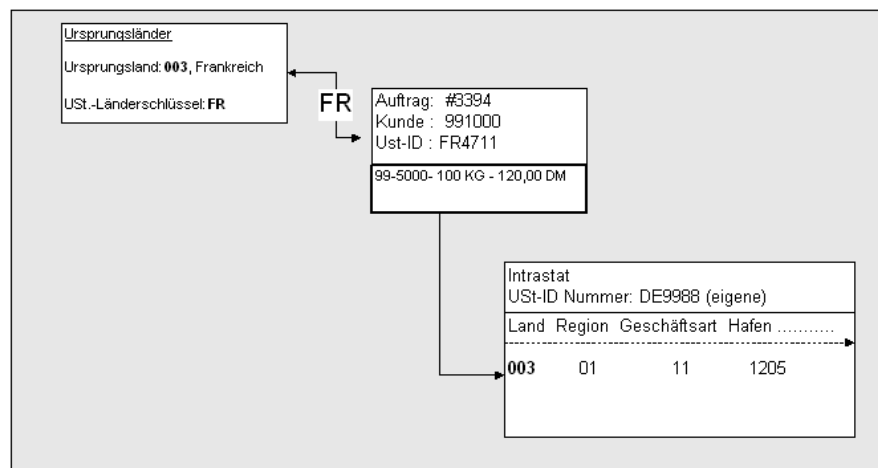 Ursprungsländer
Ursprungsland: 003, Frankreich
USt.-Länderschlüssel: FR
FR
Auftrag: #3394
Kunde : 991000
Ust-ID : FR4711
99-5000- 100 KG - 120,00 DM
Intrastat
USt-ID Nummer: DE9988 (eigene)
Land Region Geschäftsart Hafen ...........
003 01 11 1205